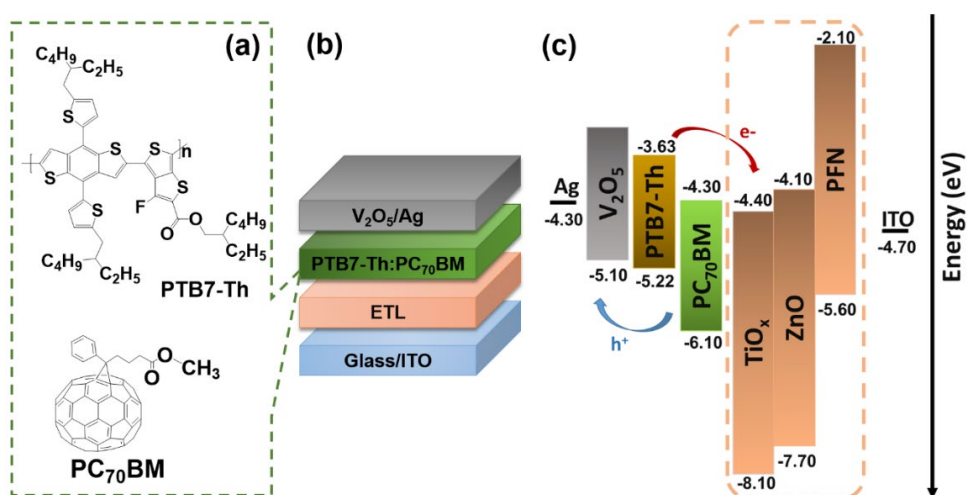 (a)
C₄H₉
C₂H₅
S
S
S
n
S
F
S
S
O
O
C₄H₉
C₂H₅
C₄H₉
C₂H₅
PTB7-Th
O
O
CH₃
PC₇₀BM
(b)
V₂O₅/Ag
PTB7-Th:PC₇₀BM
ETL
Glass/ITO
(c)
Ag
-4.30
V₂O₅
-5.10
-3.63
PTB7-Th
-5.22
-4.30
PC₇₀BM
-6.10
e-
h⁺
-4.40
TiOₓ
-8.10
-4.10
ZnO
-7.70
-2.10
PFN
-5.60
ITO
-4.70
Energy (eV)